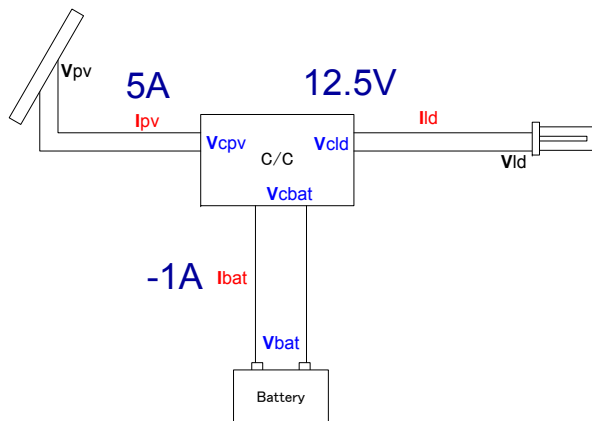 Vpv
5A
12.5V
Ipv
Ild
Vcpv
C/C
Vcld
Vld
Vcbat
-1A
Ibat
Vbat
Battery